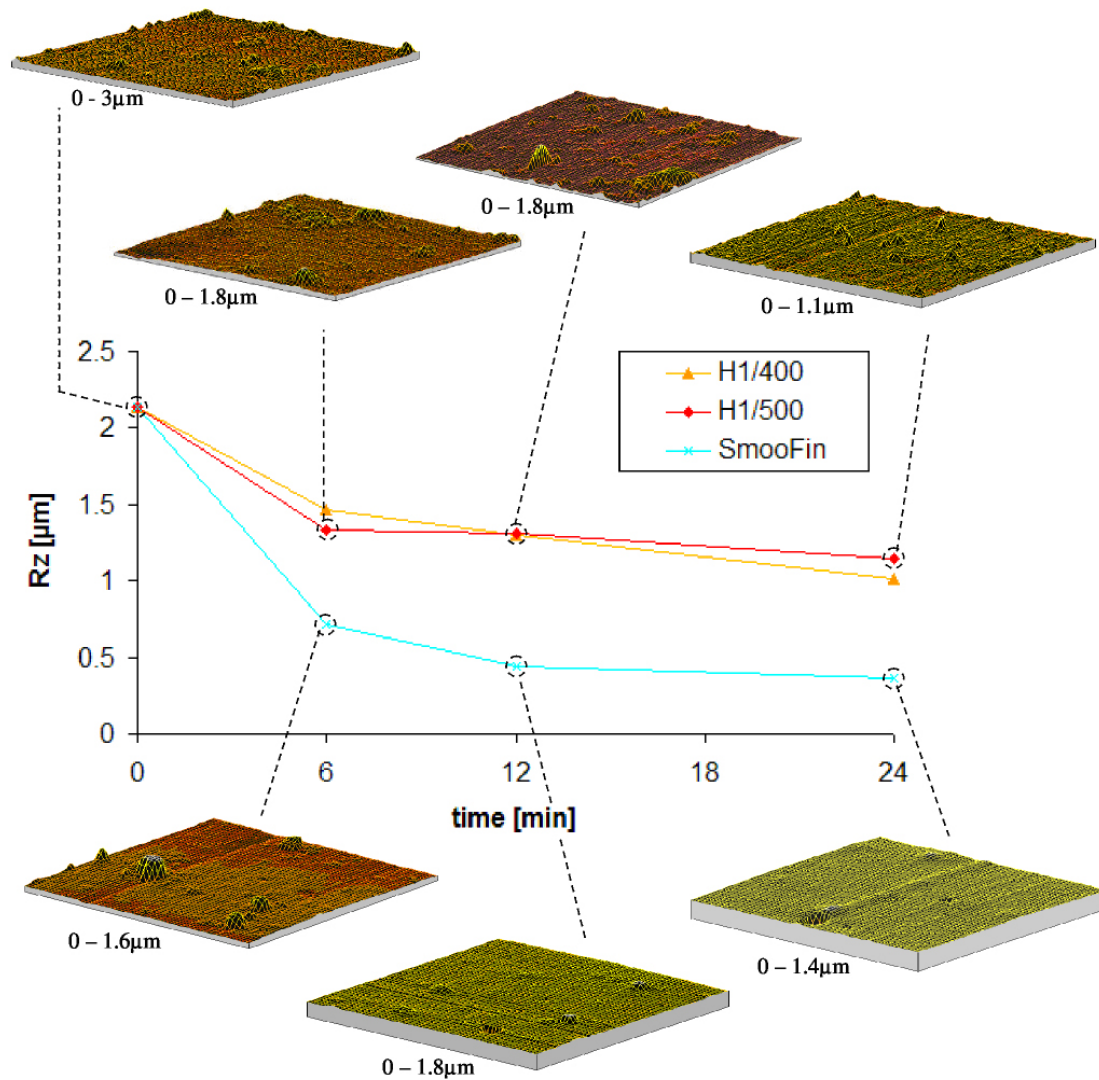 0 - 3µm
0 – 1.8µm
0 – 1.8µm
0 – 1.1µm
2.5
2
1.5
1
0.5
0
Rz [µm]
H1/400
H1/500
SmooFin
0
6
12
18
24
time [min]
0 – 1.6µm
0 – 1.4µm
0 – 1.8µm